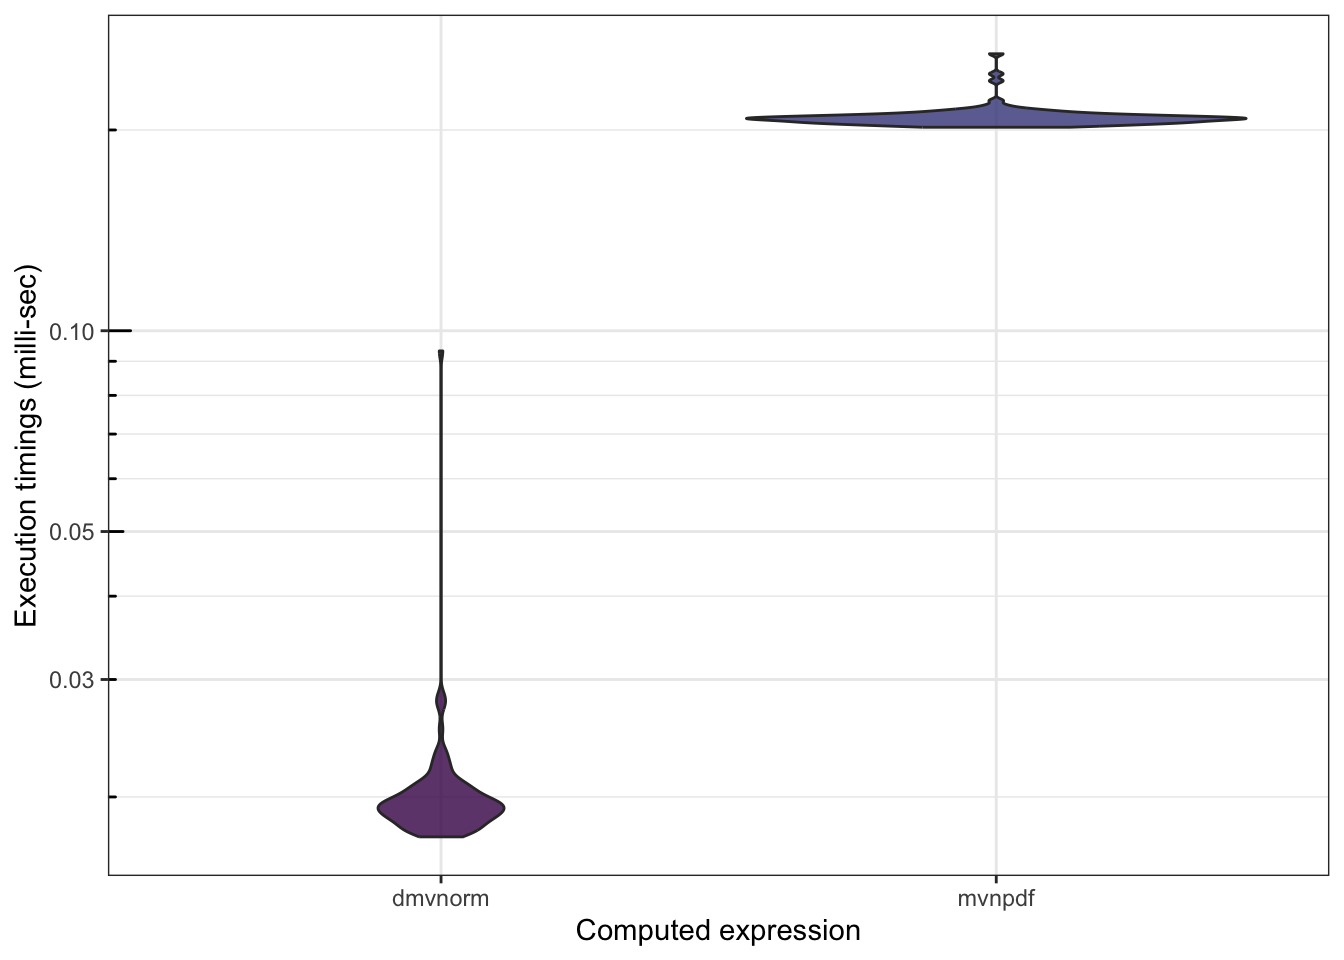 Execution timings (milli-sec)
0.10
0.05
0.03
dmvnorm
mvnpdf
Computed expression